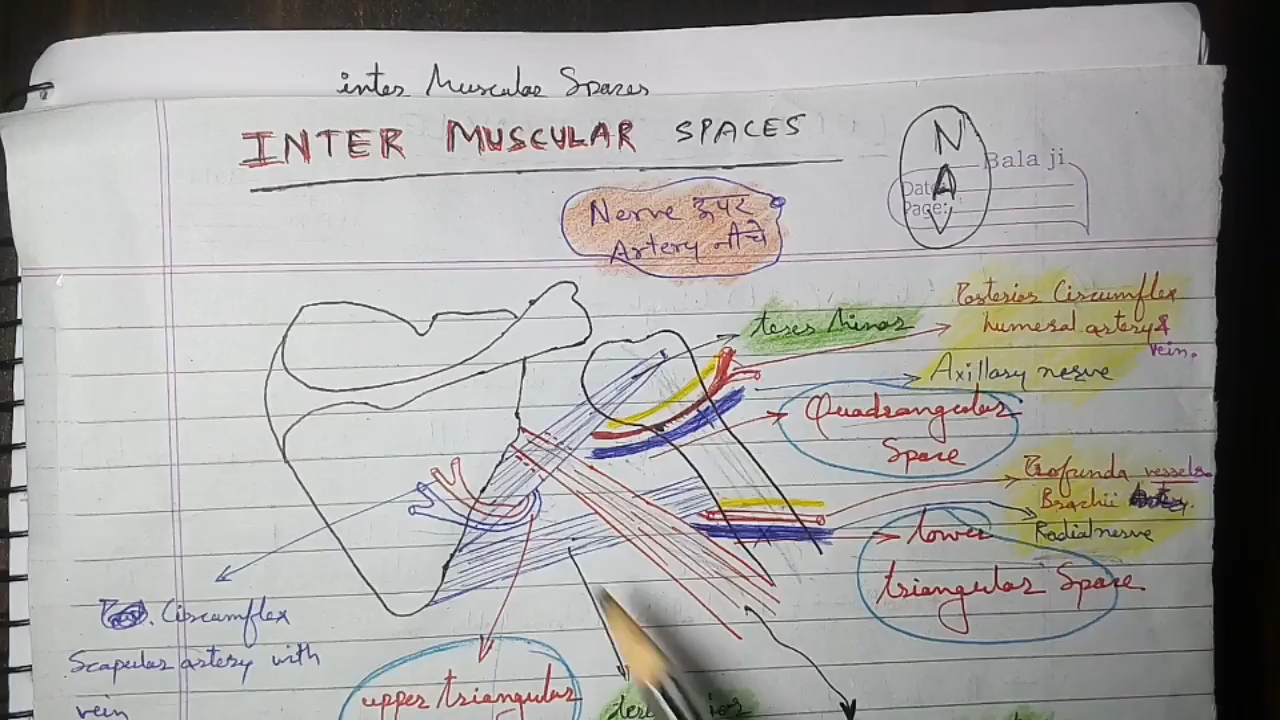 inter Muscular Spaces
INTER MUSCULAR SPACES
N
A
V
Bala ji
Date:
Page:
Nerve ऊपर
Artery नीचे
teres Minor
Posterior Circumflex
humeral artery &
vein.
Axillary nerve
Quadrangular
Space
Profunda vessels.
Brachii
Radial nerve
lower
triangular Space
Circumflex
Scapular artery with
vein
upper triangular